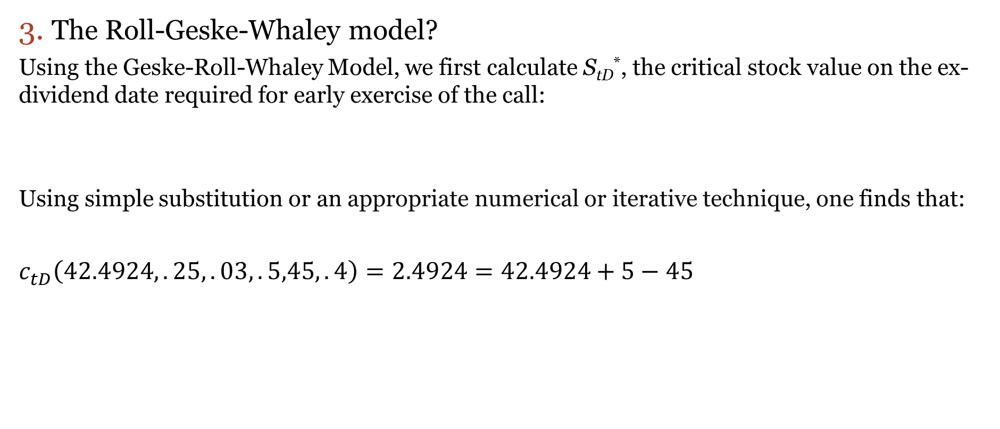 3. The Roll-Geske-Whaley model?
Using the Geske-Roll-Whaley Model, we first calculate S_{tD}^*, the critical stock value on the ex-
dividend date required for early exercise of the call:
Using simple substitution or an appropriate numerical or iterative technique, one finds that:
c_{tD}(42.4924,.25,.03,.5,45,.4) = 2.4924 = 42.4924 + 5 − 45